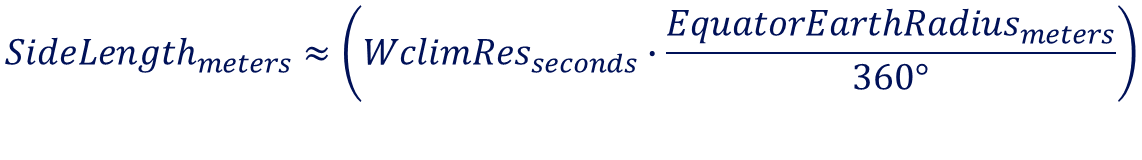 SideLength_meters ≈ (WclimRes_seconds · EquatorEarthRadius_meters / 360°)